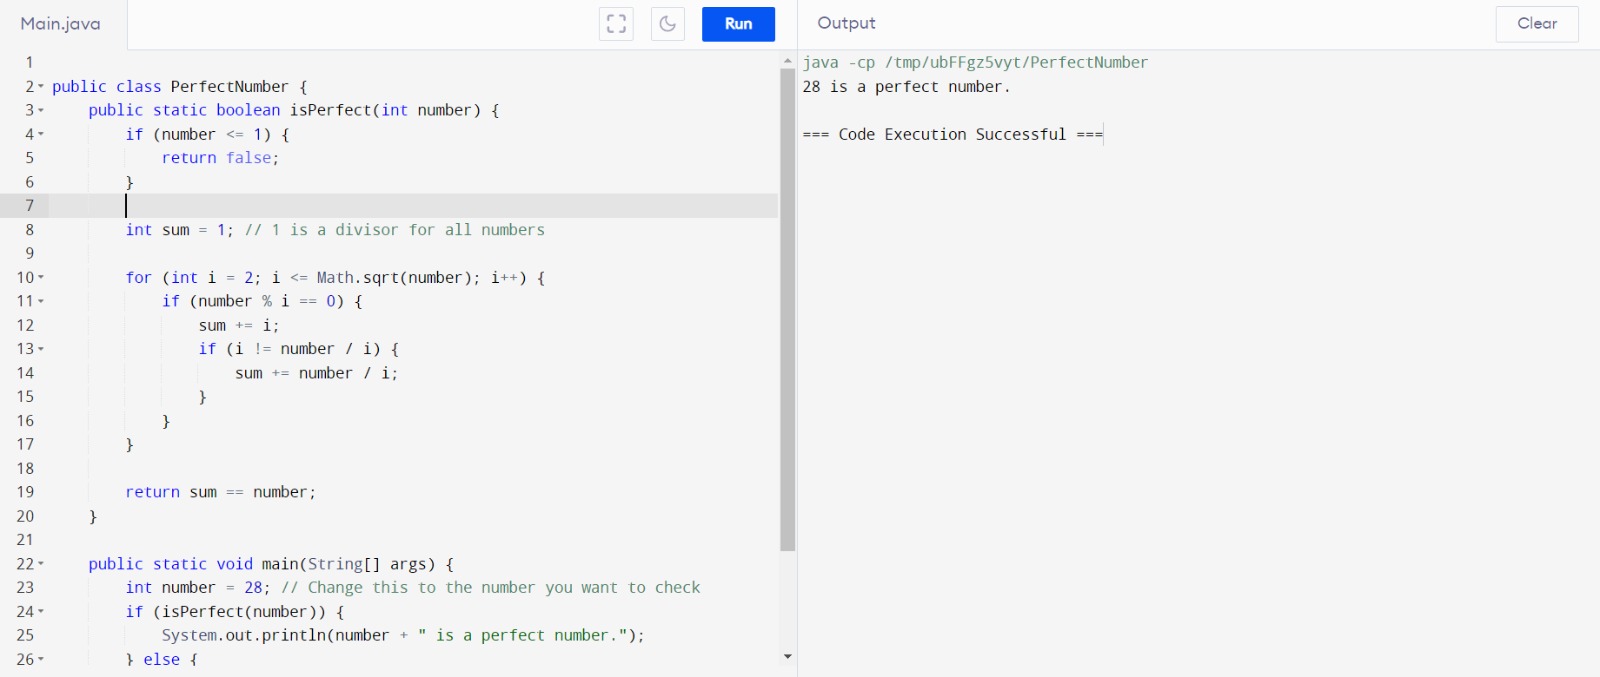 Main.java
Run
Output
Clear
1
2 public class PerfectNumber {
3     public static boolean isPerfect(int number) {
4         if (number <= 1) {
5             return false;
6         }
7
8         int sum = 1; // 1 is a divisor for all numbers
9
10         for (int i = 2; i <= Math.sqrt(number); i++) {
11             if (number % i == 0) {
12                 sum += i;
13                 if (i != number / i) {
14                     sum += number / i;
15                 }
16             }
17         }
18
19         return sum == number;
20     }
21
22     public static void main(String[] args) {
23         int number = 28; // Change this to the number you want to check
24         if (isPerfect(number)) {
25             System.out.println(number + " is a perfect number.");
26         } else {
java -cp /tmp/ubFFgz5vyt/PerfectNumber
28 is a perfect number.
=== Code Execution Successful ===